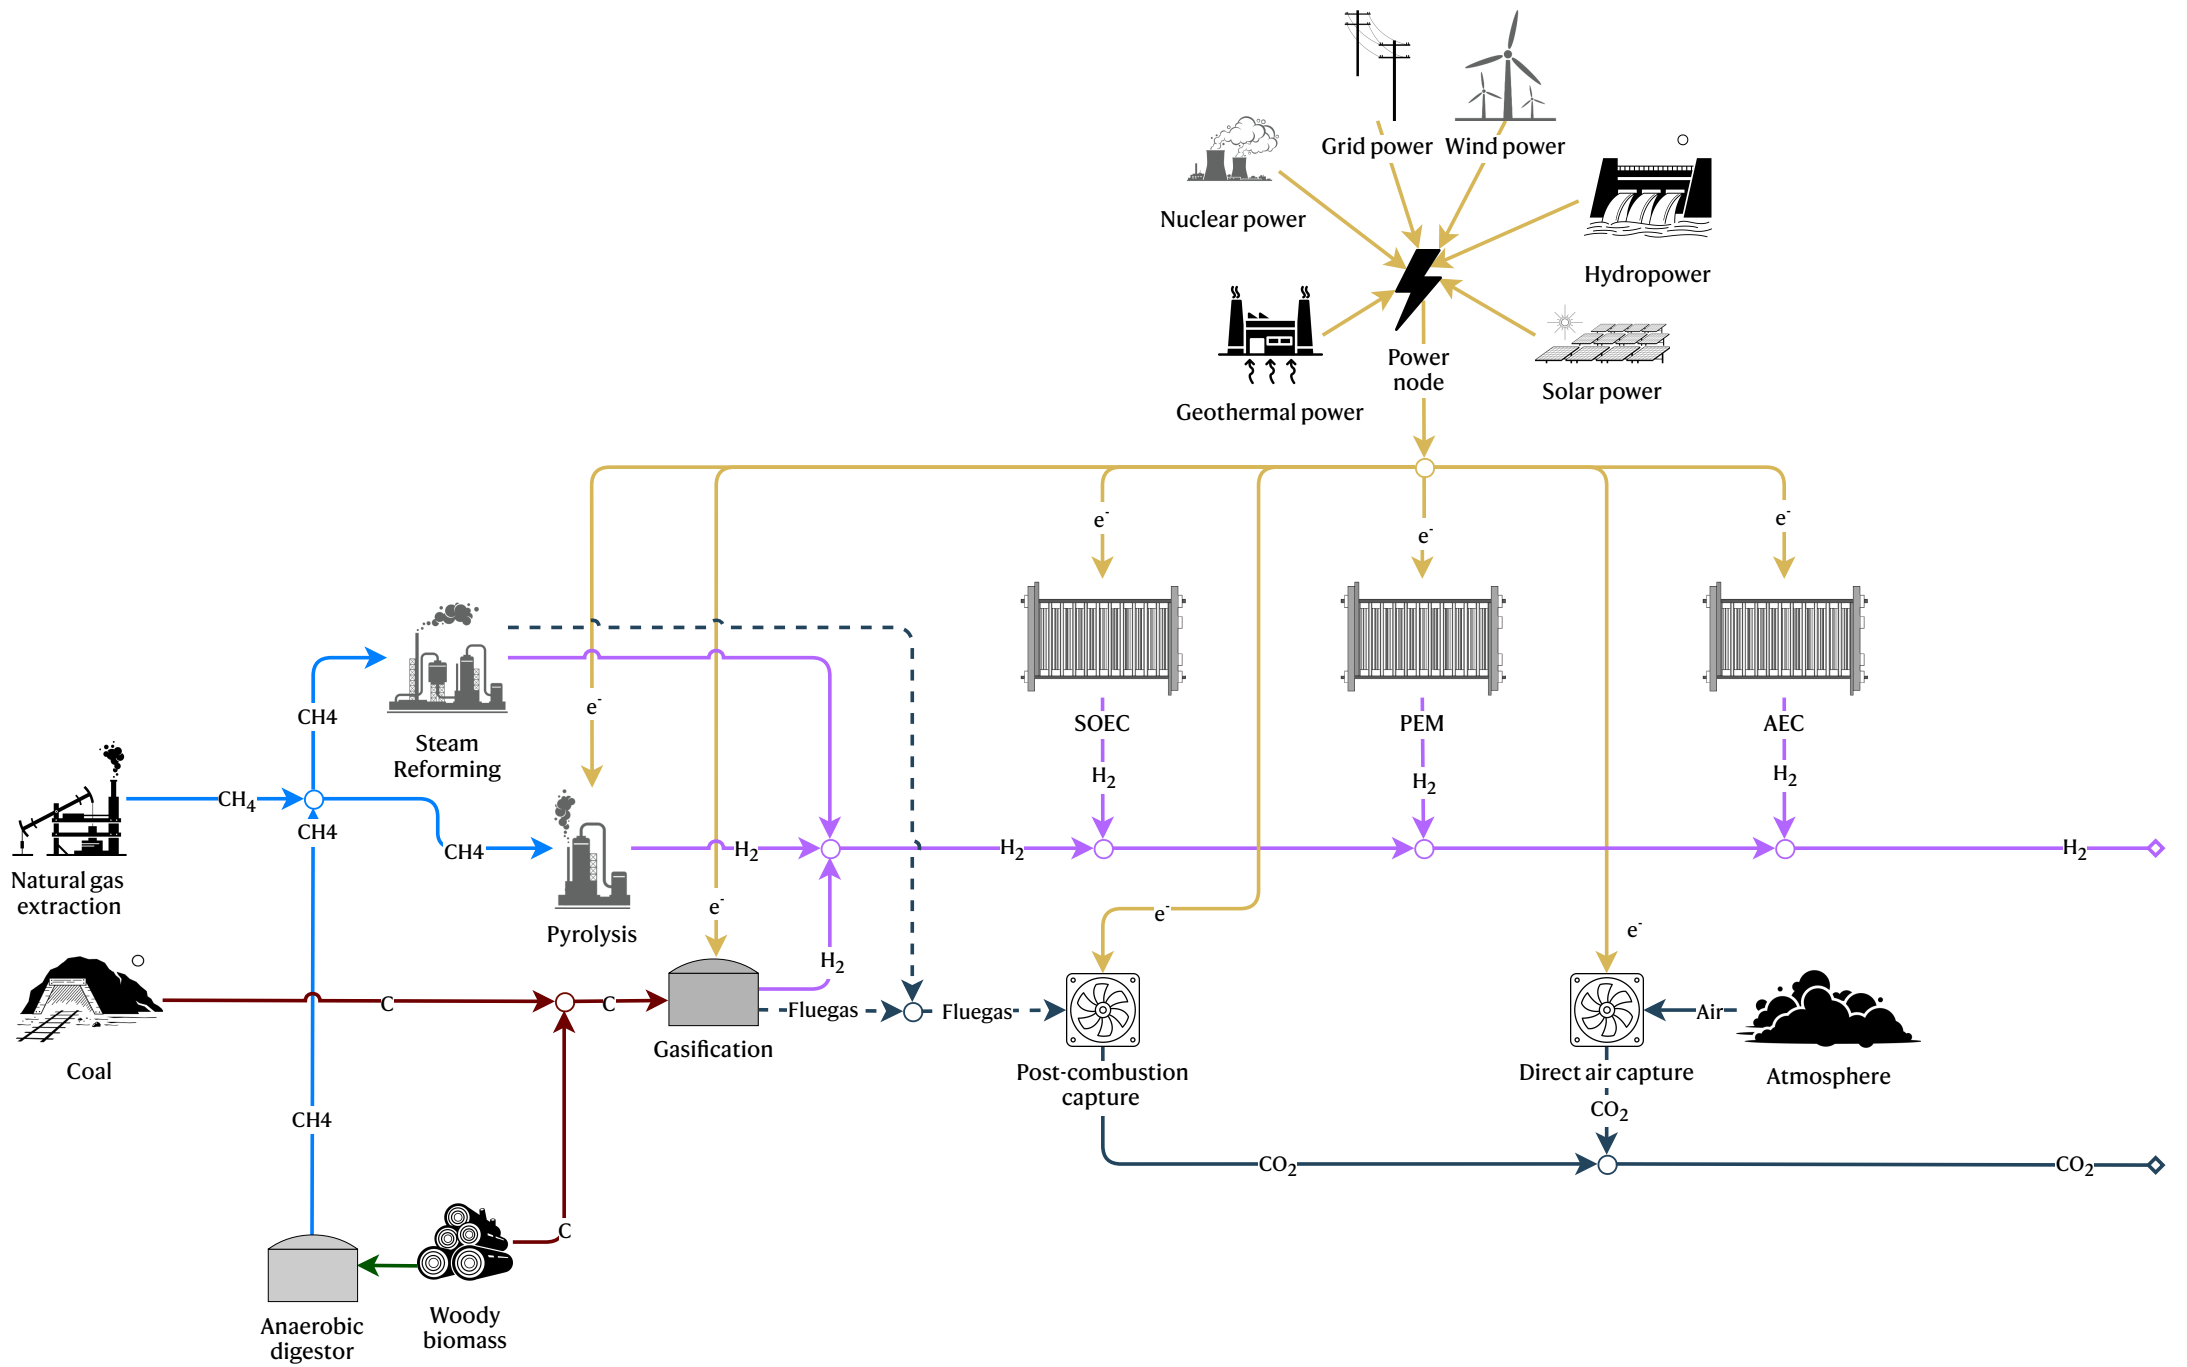 Grid power
Wind power
Nuclear power
Hydropower
Power
node
Solar power
Geothermal power
e-
e-
e-
e-
CH4
Steam
Reforming
SOEC
PEM
AEC
H2
H2
H2
CH4
CH4
CH4
H2
H2
H2
Natural gas
extraction
Pyrolysis
e-
e-
e-
H2
C
C
Fluegas
Fluegas
Air
Coal
Gasification
Post-combustion
capture
Direct air capture
Atmosphere
CH4
CO2
CO2
CO2
C
Anaerobic
digestor
Woody
biomass